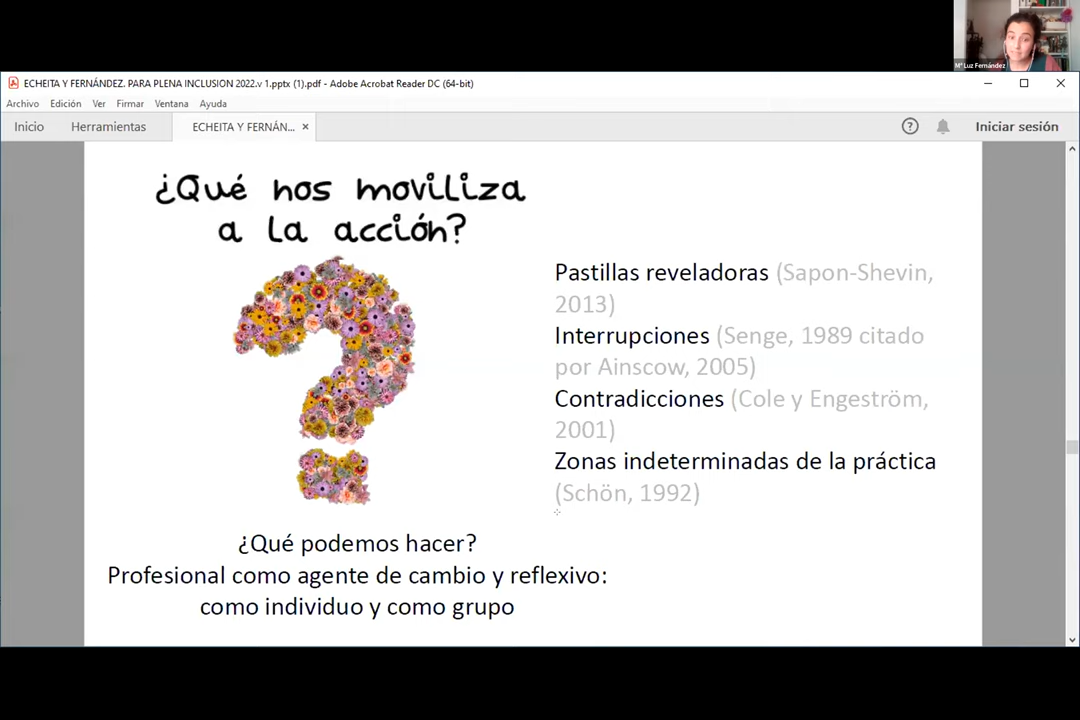 Mª Luz Fernández
ECHEITA Y FERNÁNDEZ. PARA PLENA INCLUSION 2022.v 1.pptx (1).pdf - Adobe Acrobat Reader DC (64-bit)
Archivo Edición Ver Firmar Ventana Ayuda
Inicio Herramientas ECHEITA Y FERNÁN... Iniciar sesión
¿Qué nos moviliza
a la acción?
Pastillas reveladoras (Sapon-Shevin,
2013)
Interrupciones (Senge, 1989 citado
por Ainscow, 2005)
Contradicciones (Cole y Engeström,
2001)
Zonas indeterminadas de la práctica
(Schön, 1992)
¿Qué podemos hacer?
Profesional como agente de cambio y reflexivo:
como individuo y como grupo